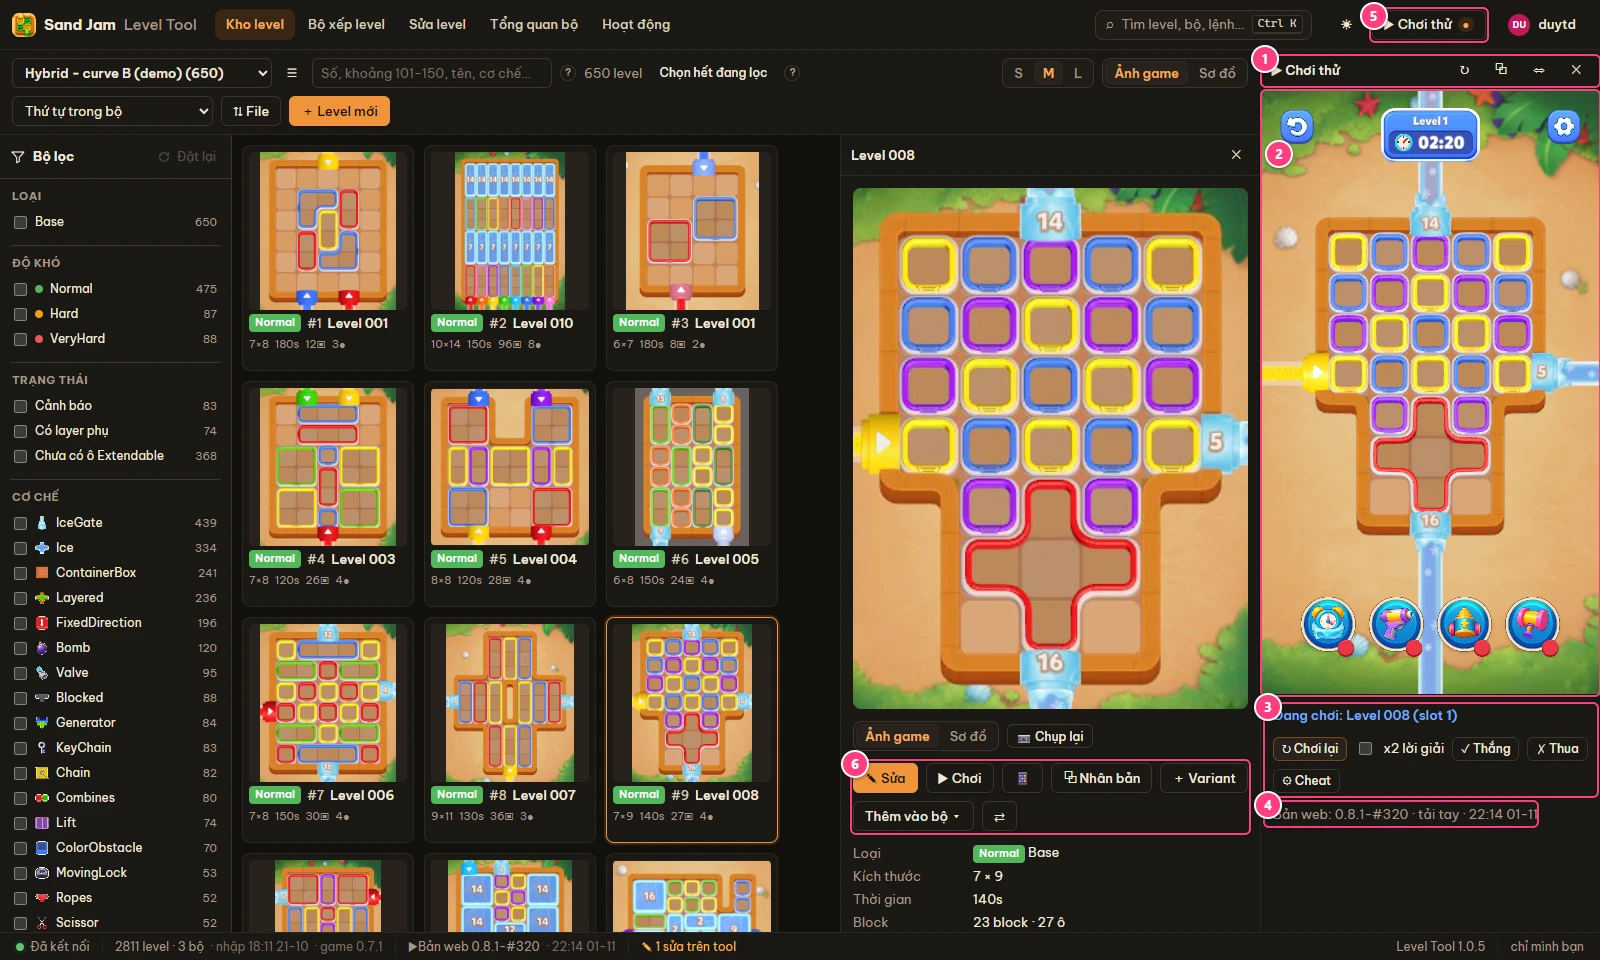 Sand Jam Level Tool Kho level Bộ xếp level Sửa level Tổng quan bộ Hoạt động Tìm level, bộ, lệnh... Ctrl K 5 Chơi thử DU duytd
Hybrid - curve B (demo) (650) Số, khoảng 101-150, tên, cơ chế... ? 650 level Chọn hết đang lọc ? S M L Ảnh game Sơ đồ 1 Chơi thử
Thứ tự trong bộ File + Level mới
Bộ lọc Đặt lại
LOẠI
Base 650
ĐỘ KHÓ
Normal 475
Hard 87
VeryHard 88
TRẠNG THÁI
Cảnh báo 83
Có layer phụ 74
Chưa có ô Extendable 368
CƠ CHẾ
IceGate 439
Ice 334
ContainerBox 241
Layered 236
FixedDirection 196
Bomb 120
Valve 95
Blocked 88
Generator 84
KeyChain 83
Chain 82
Combines 80
Lift 74
ColorObstacle 70
MovingLock 53
Ropes 52
Scissor 52
Normal #1 Level 001
7×8 180s 12 3
Normal #2 Level 010
10×14 150s 96 8
Normal #3 Level 001
6×7 180s 8 2
Normal #4 Level 003
7×8 120s 26 4
Normal #5 Level 004
8×8 120s 28 4
Normal #6 Level 005
6×8 150s 24 4
Normal #7 Level 006
7×8 150s 30 4
Normal #8 Level 007
9×11 130s 36 3
Normal #9 Level 008
7×9 140s 27 4
Level 008
14
5
16
Ảnh game Sơ đồ Chụp lại
6 Sửa Chơi Nhân bản + Variant
Thêm vào bộ
Loại Normal Base
Kích thước 7 × 9
Thời gian 140s
Block 23 block · 27 ô
2
Level 1
02:20
14
5
16
3 Đang chơi: Level 008 (slot 1)
Chơi lại x2 lời giải Thắng Thua
Cheat
4 Bản web: 0.8.1-#320 · tải tay · 22:14 01-11
Đã kết nối 2811 level · 3 bộ · nhập 18:11 21-10 · game 0.7.1 Bản web 0.8.1-#320 · 22:14 01-11 1 sửa trên tool Level Tool 1.0.5 chỉ mình bạn